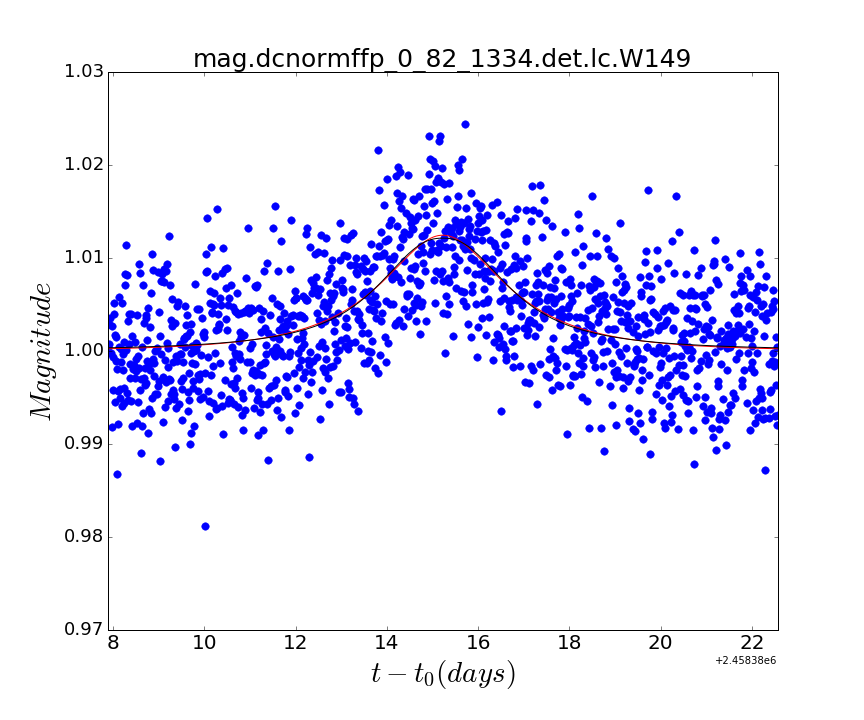 mag.dcnormffp_0_82_1334.det.lc.W149
1.03
1.02
1.01
1.00
0.99
0.98
0.97
Magnitude
8 10 12 14 16 18 20 22
+2.45838e6
t − t₀(days)